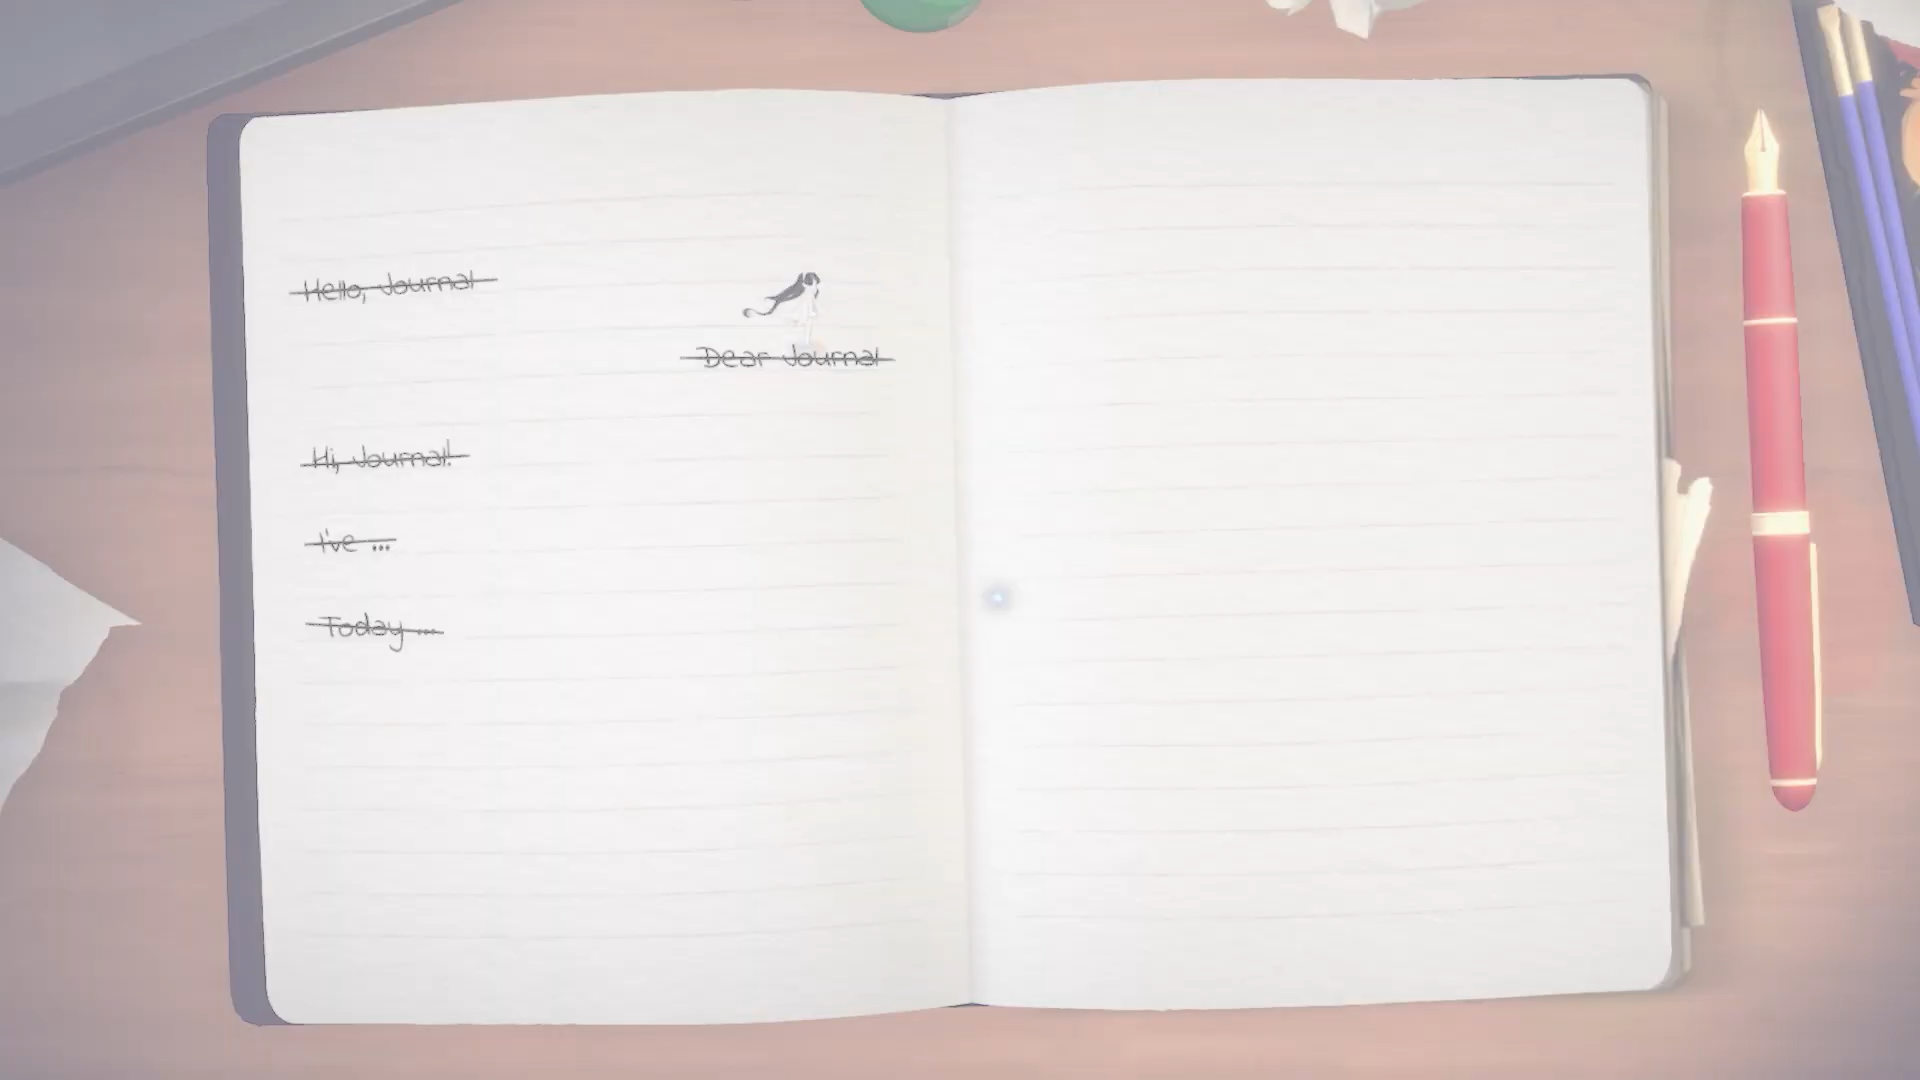 Hello, Journal
Dear Journal
Hi, Journal!
I've ...
Today ...